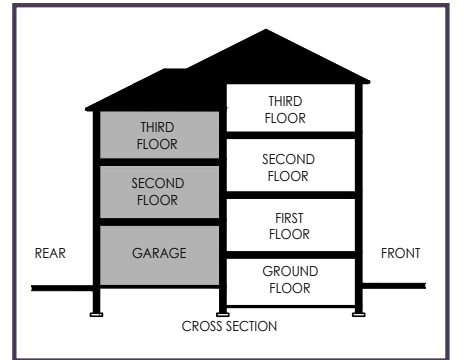 THIRD
FLOOR
THIRD
FLOOR
SECOND
FLOOR
SECOND
FLOOR
FIRST
FLOOR
REAR
GARAGE
FRONT
GROUND
FLOOR
CROSS SECTION